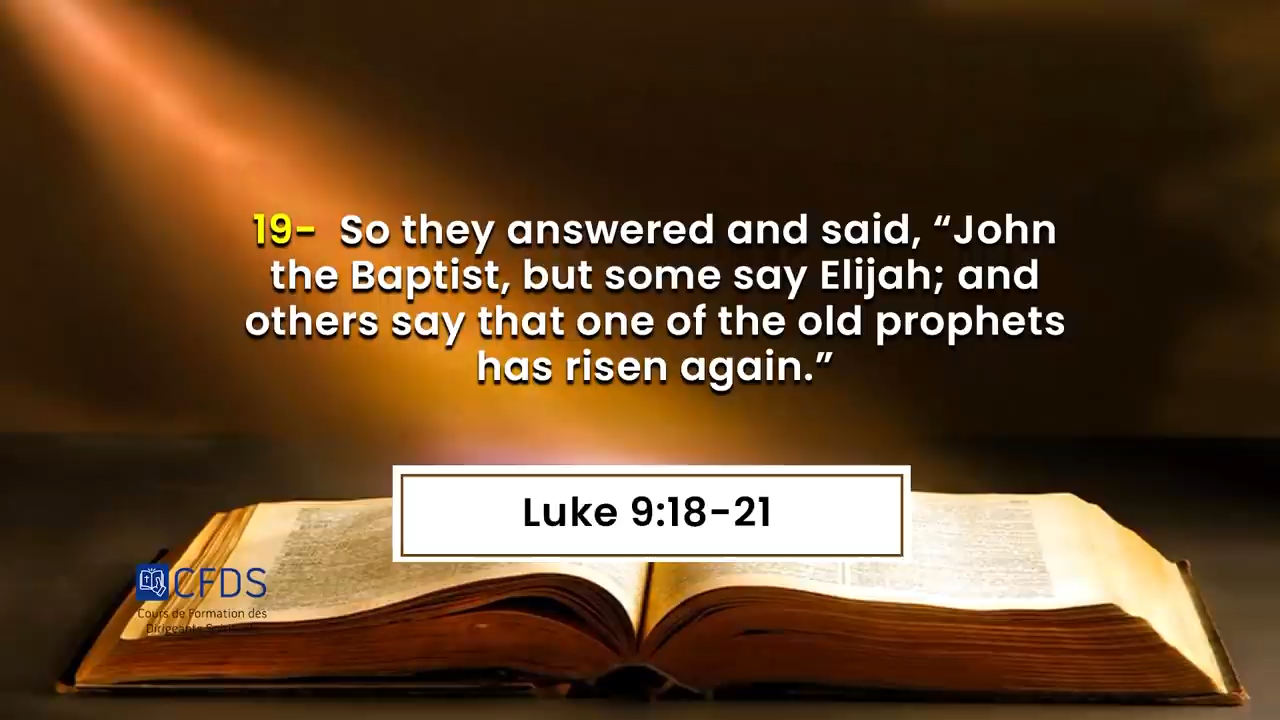 19- So they answered and said, “John
the Baptist, but some say Elijah; and
others say that one of the old prophets
has risen again.”
Luke 9:18-21
CFDS
Cours de Formation des
Dirigeants